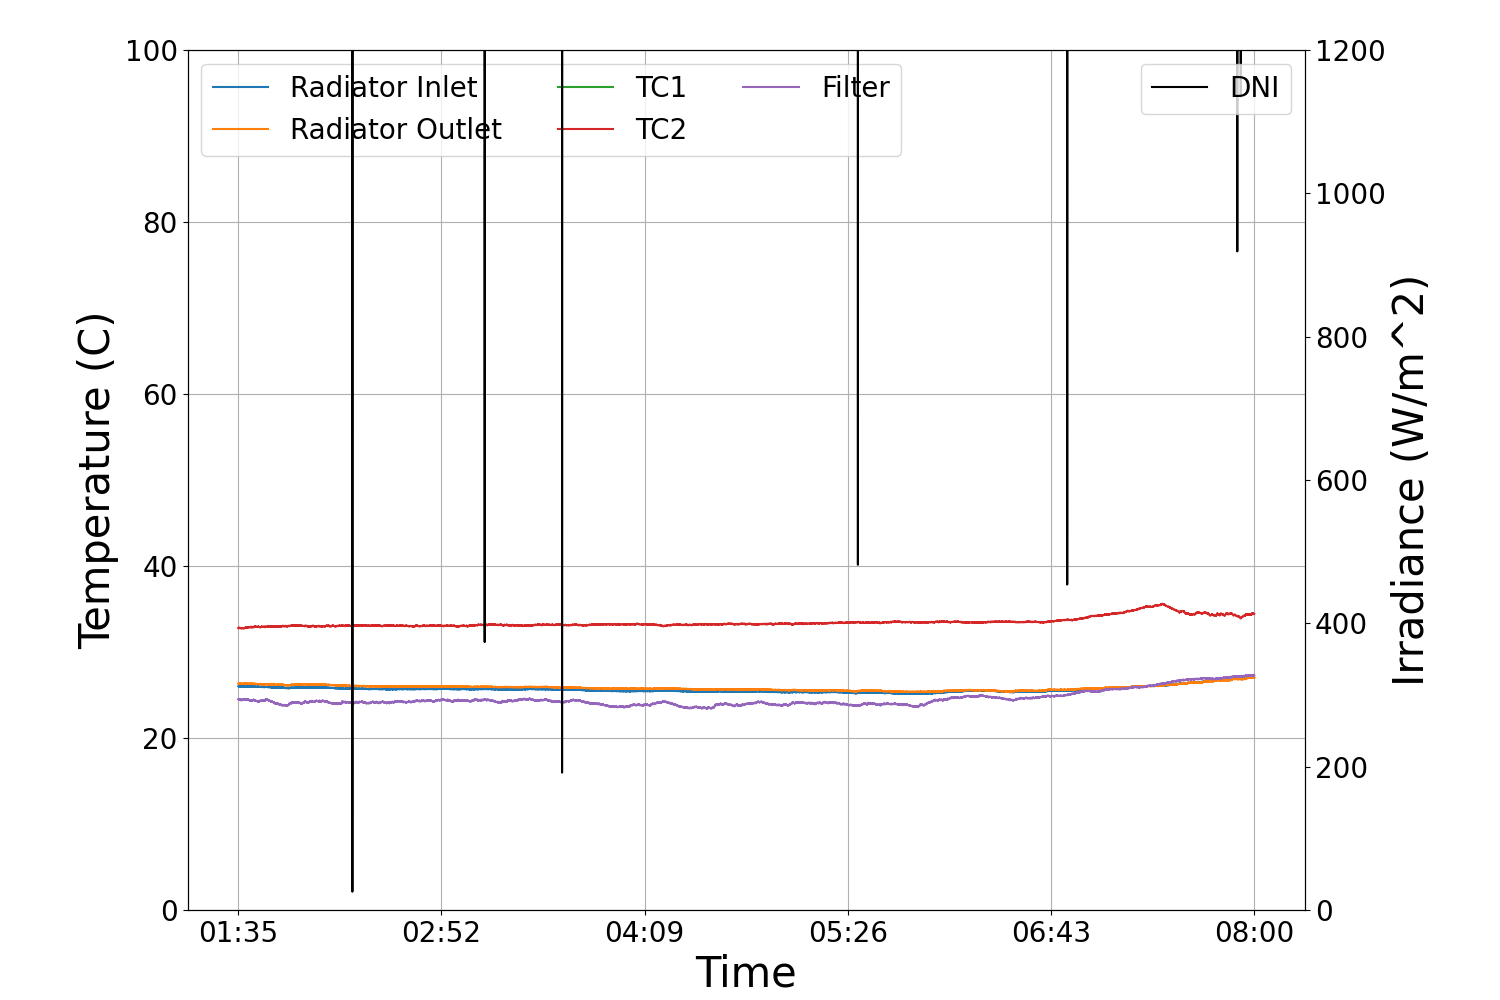 Temperature (C)
100
80
60
40
20
0
Radiator Inlet
Radiator Outlet
TC1
TC2
Filter
DNI
1200
1000
800
600
400
200
0
Irradiance (W/m^2)
01:35 02:52 04:09 05:26 06:43 08:00
Time